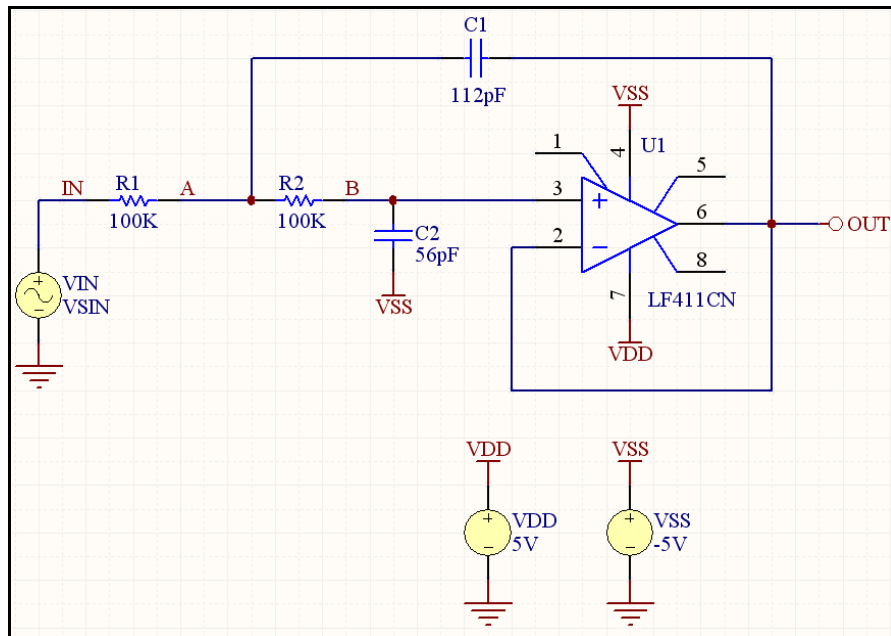 C1
112pF
VSS
1
4
U1
5
IN
R1
A
R2
B
3
+
6
OUT
100K
100K
C2
56pF
2
−
8
VIN
VSIN
VSS
7
LF411CN
VDD
VDD
VSS
VDD
5V
VSS
-5V